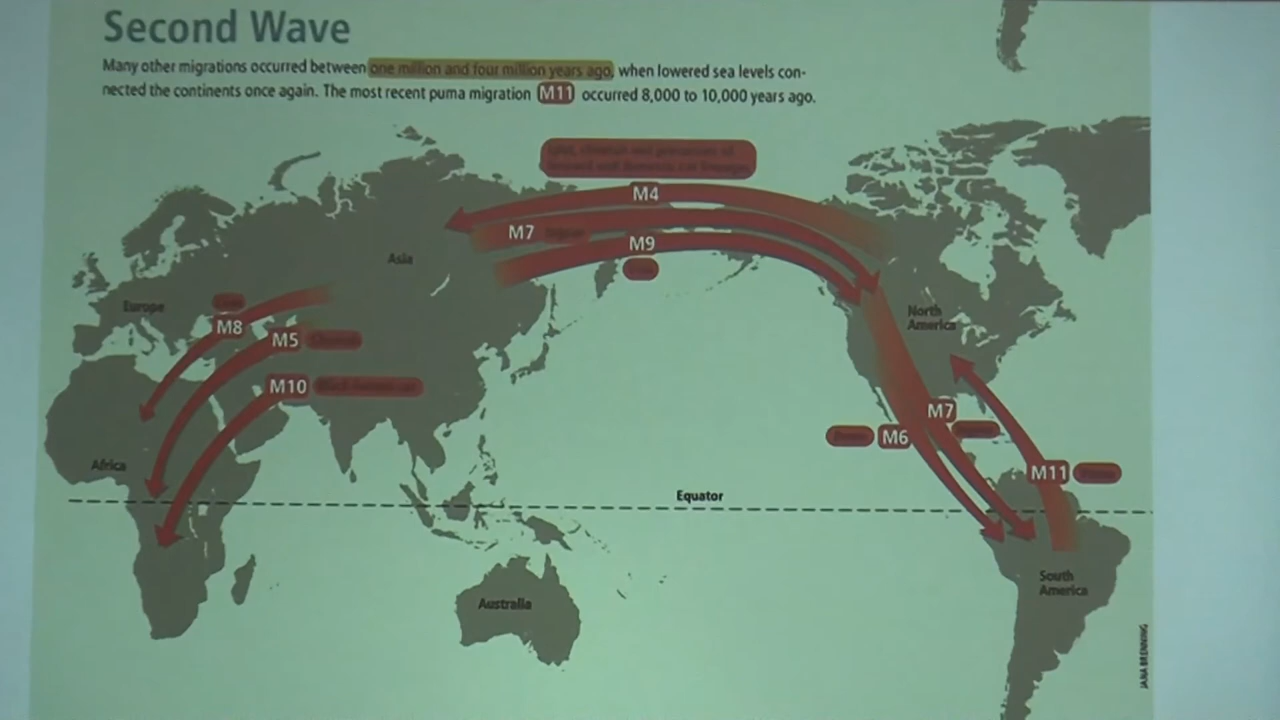 Second Wave
Many other migrations occurred between one million and four million years ago, when lowered sea levels con-
nected the continents once again. The most recent puma migration M11 occurred 8,000 to 10,000 years ago.
M4
M7
M9
Asia
Europe
M8
M5
M10
North
America
M7
M6
M11
Africa
Equator
South
America
Australia
JANA BRENNING